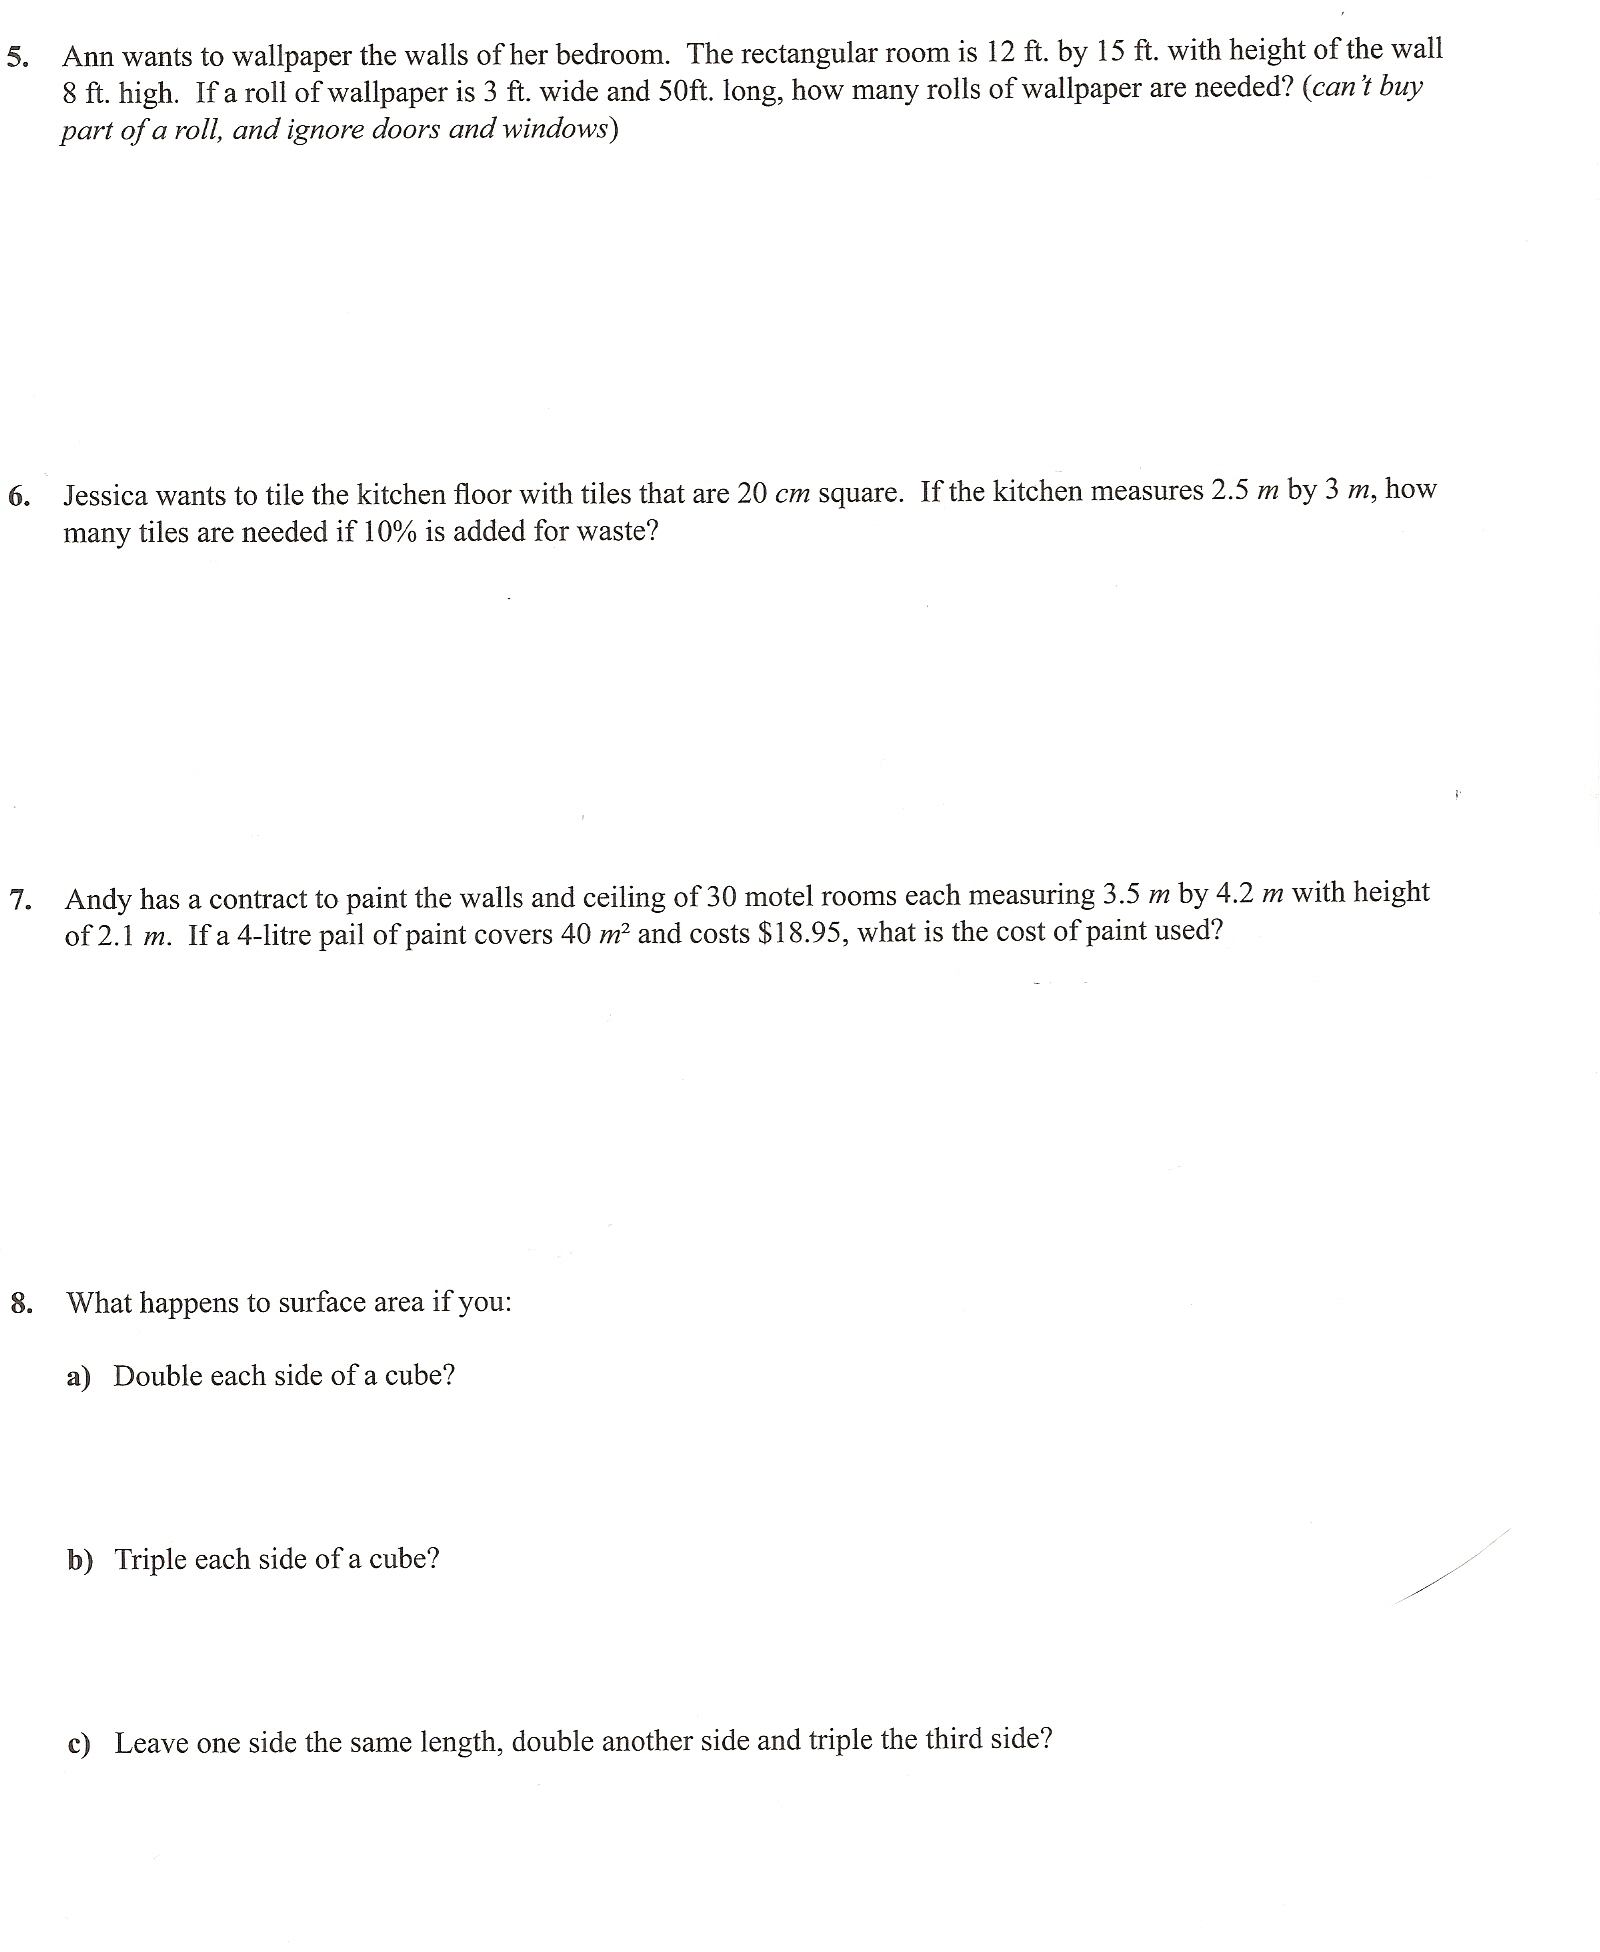 5. Ann wants to wallpaper the walls of her bedroom. The rectangular room is 12 ft. by 15 ft. with height of the wall
8 ft. high. If a roll of wallpaper is 3 ft. wide and 50ft. long, how many rolls of wallpaper are needed? (can't buy
part of a roll, and ignore doors and windows)
6. Jessica wants to tile the kitchen floor with tiles that are 20 cm square. If the kitchen measures 2.5 m by 3 m, how
many tiles are needed if 10% is added for waste?
7. Andy has a contract to paint the walls and ceiling of 30 motel rooms each measuring 3.5 m by 4.2 m with height
of 2.1 m. If a 4-litre pail of paint covers 40 m² and costs $18.95, what is the cost of paint used?
8. What happens to surface area if you:
a) Double each side of a cube?
b) Triple each side of a cube?
c) Leave one side the same length, double another side and triple the third side?